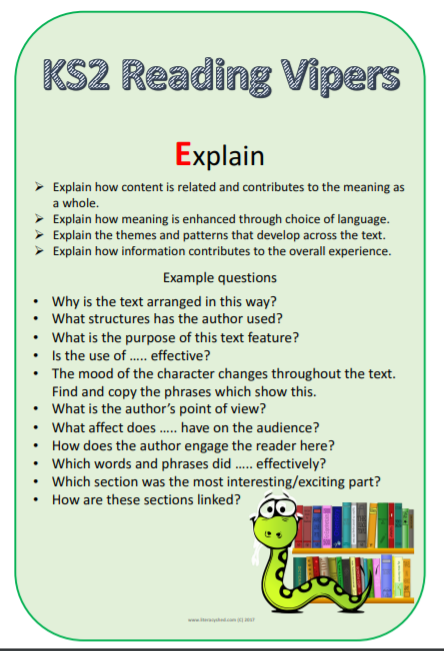 KS2 Reading Vipers
Explain
➢ Explain how content is related and contributes to the meaning as
a whole.
➢ Explain how meaning is enhanced through choice of language.
➢ Explain the themes and patterns that develop across the text.
➢ Explain how information contributes to the overall experience.
Example questions
• Why is the text arranged in this way?
• What structures has the author used?
• What is the purpose of this text feature?
• Is the use of ..... effective?
• The mood of the character changes throughout the text.
Find and copy the phrases which show this.
• What is the author's point of view?
• What affect does ..... have on the audience?
• How does the author engage the reader here?
• Which words and phrases did ..... effectively?
• Which section was the most interesting/exciting part?
• How are these sections linked?
www.literacyshed.com (C) 2017